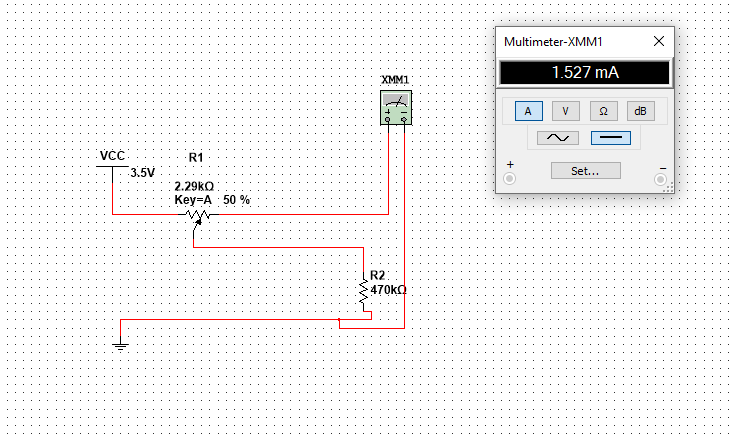 Multimeter-XMM1
1.527 mA
A V Ω dB
+ Set... −
XMM1
+ −
VCC
3.5V
R1
2.29kΩ
Key=A 50 %
R2
470kΩ